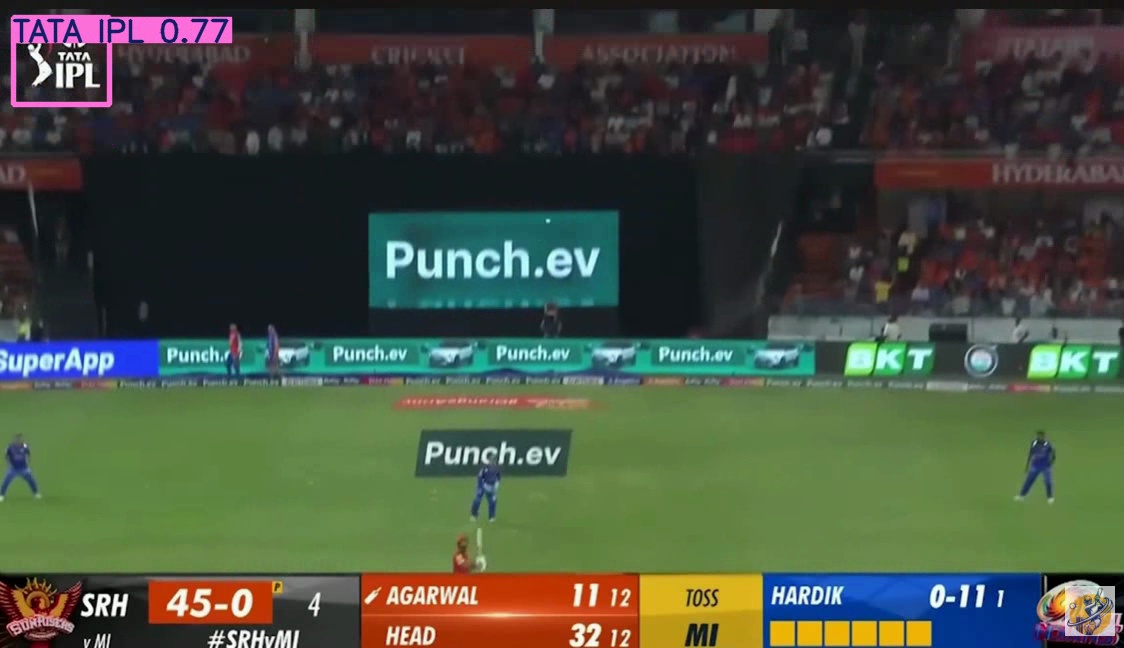 TATA IPL 0.77
TATA
IPL
CRICKET ASSOCIATION
HYDERABAD
Punch.ev
SuperApp Punch.ev Punch.ev Punch.ev Punch.ev BKT BKT
Punch.ev
SRH 45-0 P 4
v MI #SRHvMI
AGARWAL 11 12
HEAD 32 12
TOSS
MI
HARDIK 0-11 1
SUNRISERS